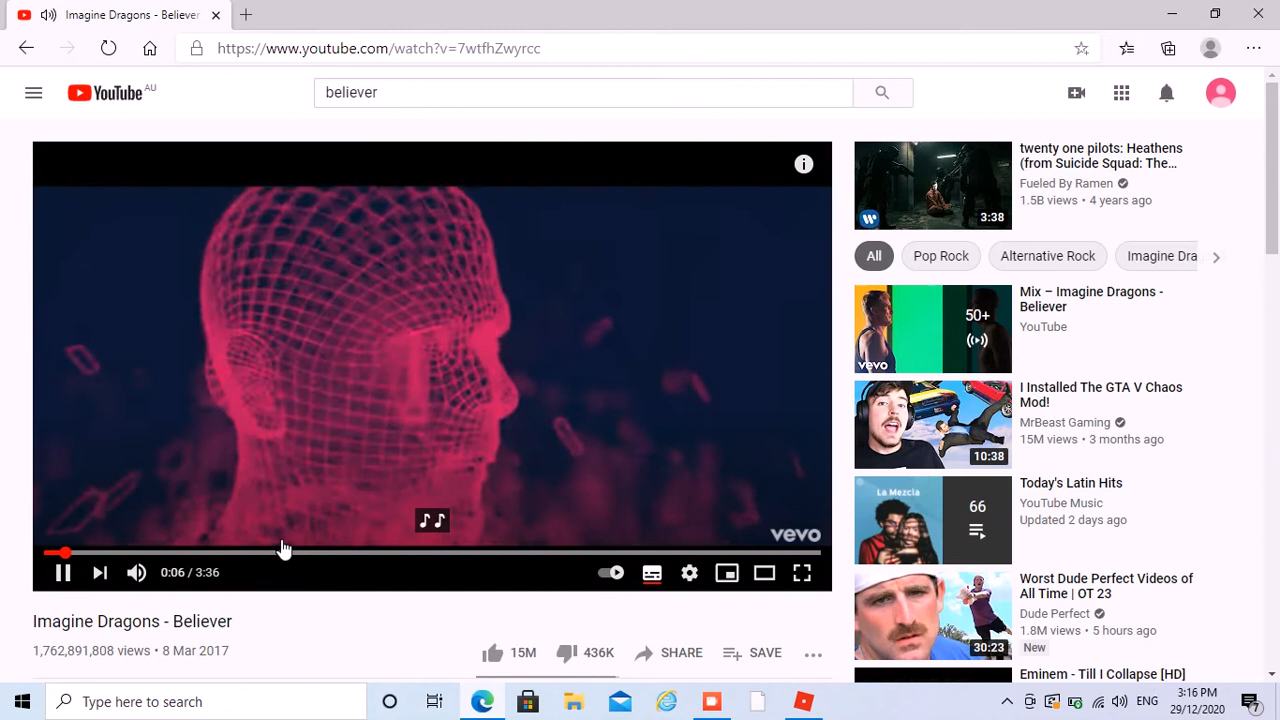 Imagine Dragons - Believer
https://www.youtube.com/watch?v=7wtfhZwyrcc
YouTube AU
believer
vevo
0:06 / 3:36
Imagine Dragons - Believer
1,762,891,808 views • 8 Mar 2017
15M
436K
SHARE
SAVE
3:38
twenty one pilots: Heathens
(from Suicide Squad: The...
Fueled By Ramen
1.5B views • 4 years ago
All
Pop Rock
Alternative Rock
Imagine Dra
50+
vevo
Mix – Imagine Dragons -
Believer
YouTube
10:38
I Installed The GTA V Chaos
Mod!
MrBeast Gaming
15M views • 3 months ago
La Mezcla
66
Today's Latin Hits
YouTube Music
Updated 2 days ago
30:23
Worst Dude Perfect Videos of
All Time | OT 23
Dude Perfect
1.8M views • 5 hours ago
New
Eminem - Till I Collapse [HD]
Type here to search
ENG
3:16 PM
29/12/2020
7